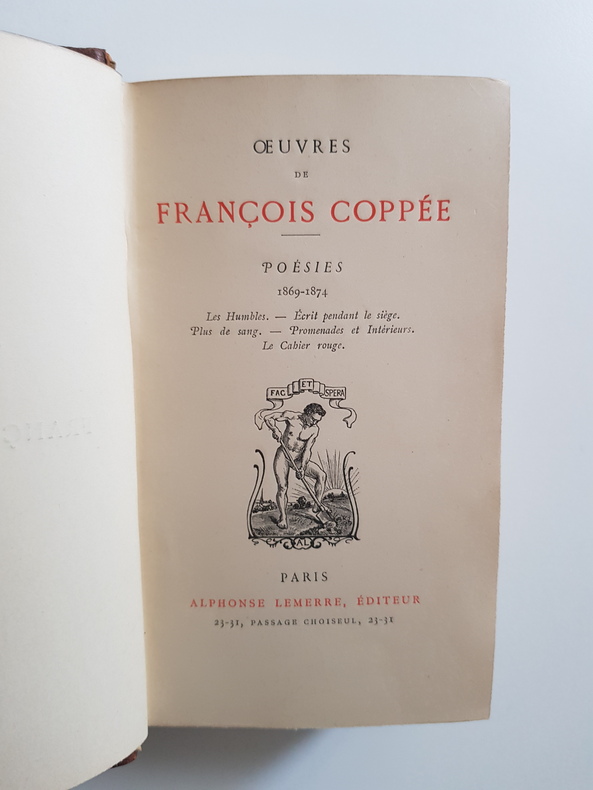 ŒUVRES
DE
FRANÇOIS COPPÉE
POÉSIES
1869-1874
Les Humbles. — Écrit pendant le siège.
Plus de sang. — Promenades et Intérieurs.
Le Cahier rouge.
FAC ET SPERA
AL
PARIS
ALPHONSE LEMERRE, ÉDITEUR
23-31, PASSAGE CHOISEUL, 23-31